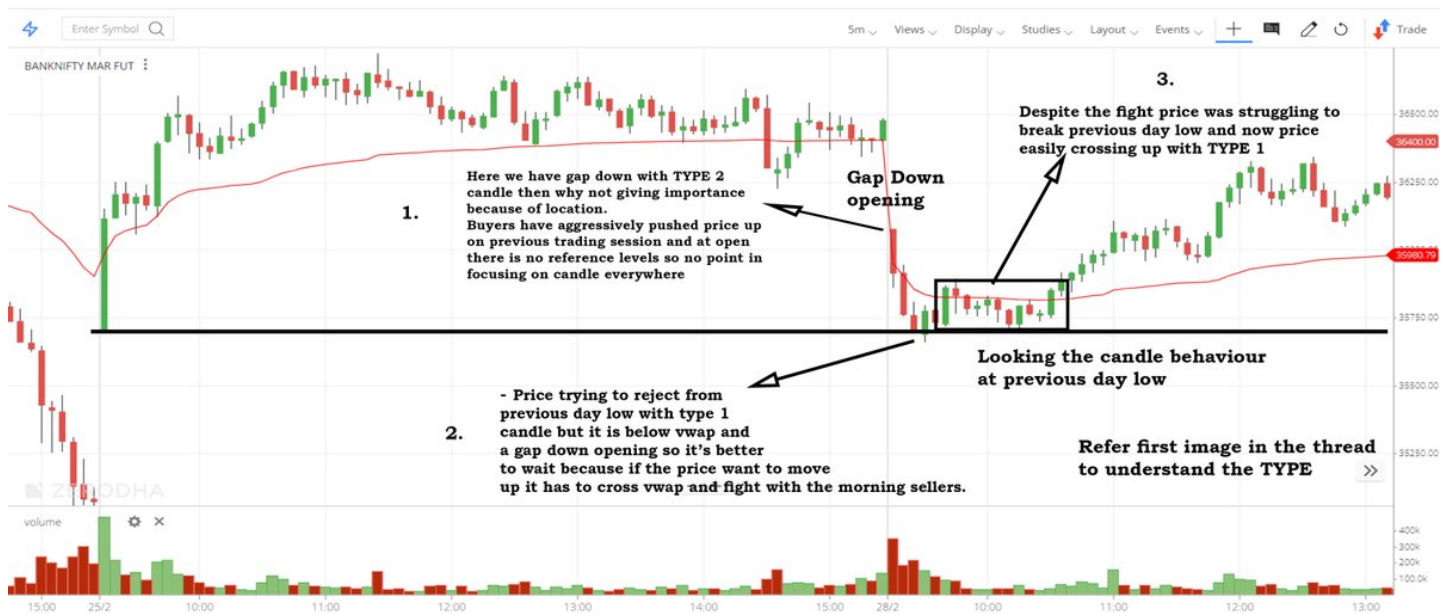 Enter Symbol
5m Views Display Studies Layout Events Trade
BANKNIFTY MAR FUT
3.
Despite the fight price was struggling to
break previous day low and now price
easily crossing up with TYPE 1
1.
Here we have gap down with TYPE 2
candle then why not giving importance
because of location.
Buyers have aggressively pushed price up
on previous trading session and at open
there is no reference levels so no point in
focusing on candle everywhere
Gap Down
opening
36500.00
36400.00
36250.00
35980.79
35750.00
35500.00
35250.00
Looking the candle behaviour
at previous day low
2.
- Price trying to reject from
previous day low with type 1
candle but it is below vwap and
a gap down opening so it's better
to wait because if the price want to move
up it has to cross vwap and fight with the morning sellers.
Refer first image in the thread
to understand the TYPE
ZERODHA
volume
400k
300k
200k
100.0k
15:00 25/2 10:00 11:00 12:00 13:00 14:00 15:00 28/2 10:00 11:00 12:00 13:00